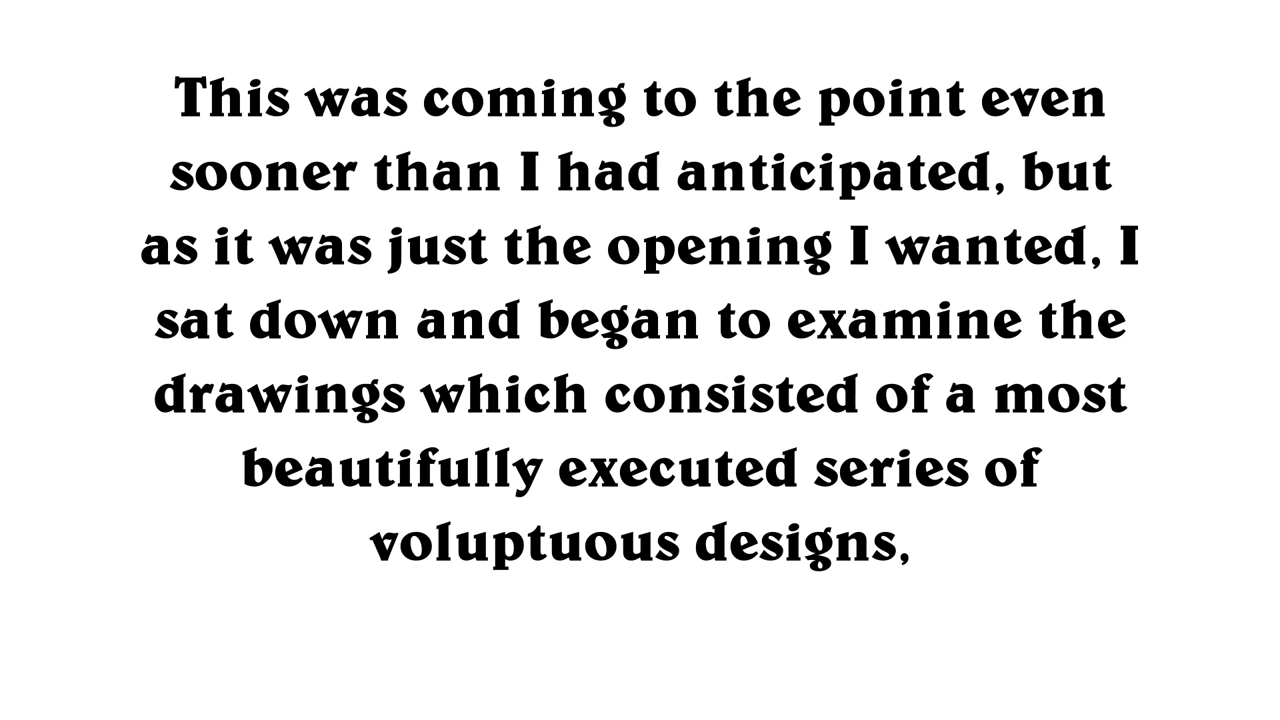 This was coming to the point even
sooner than I had anticipated, but
as it was just the opening I wanted, I
sat down and began to examine the
drawings which consisted of a most
beautifully executed series of
voluptuous designs,